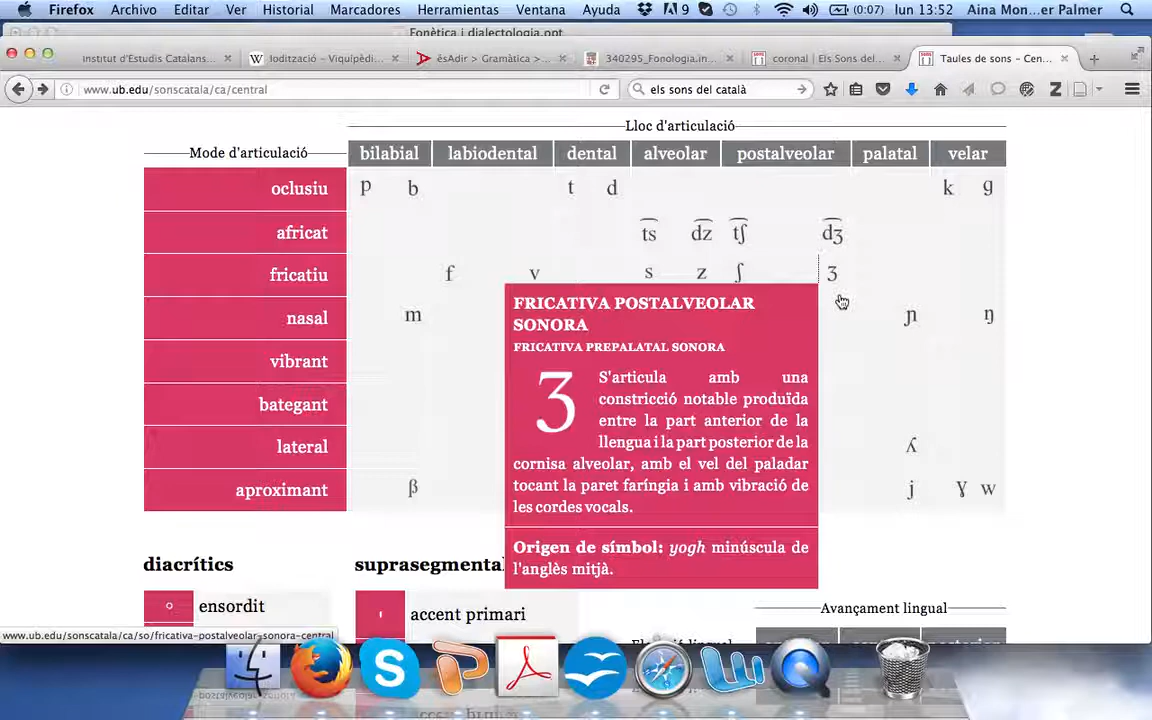 Firefox Arxivo Editar Ver Historial Marcadores Herramientas Ventana Ayuda 9 (0:07) lun 13:52 Aina Mon...er Palmer
Fonètica i dialectologia.ppt
Institut d'Estudis Catalans... × Iodització – Viquipèdi... × ésAdir > Gramàtica >... × 340295_Fonologia.in... × coronal | Els Sons del... × Taules de sons – Cen... × +
www.ub.edu/sonscatala/ca/central els sons del català
Lloc d'articulació
Mode d'articulació bilabial labiodental dental alveolar postalveolar palatal velar
oclusiu p b t d k ɡ
africat t͡s d͡z t͡ʃ d͡ʒ
fricatiu f v s z ʃ ʒ
nasal m ɲ ŋ
vibrant
bategant
lateral ʎ
aproximant β j ɣ w
FRICATIVA POSTALVEOLAR
SONORA
FRICATIVA PREPALATAL SONORA
ʒ
S'articula amb una
constricció notable produïda
entre la part anterior de la
llengua i la part posterior de la
cornisa alveolar, amb el vel del paladar
tocant la paret faríngia i amb vibració de
les cordes vocals.
Origen de símbol: yogh minúscula de
l'anglès mitjà.
diacrítics suprasegmental
ensordit
accent primari
Avançament lingual
www.ub.edu/sonscatala/ca/so/fricativa-postalveolar-sonora-central